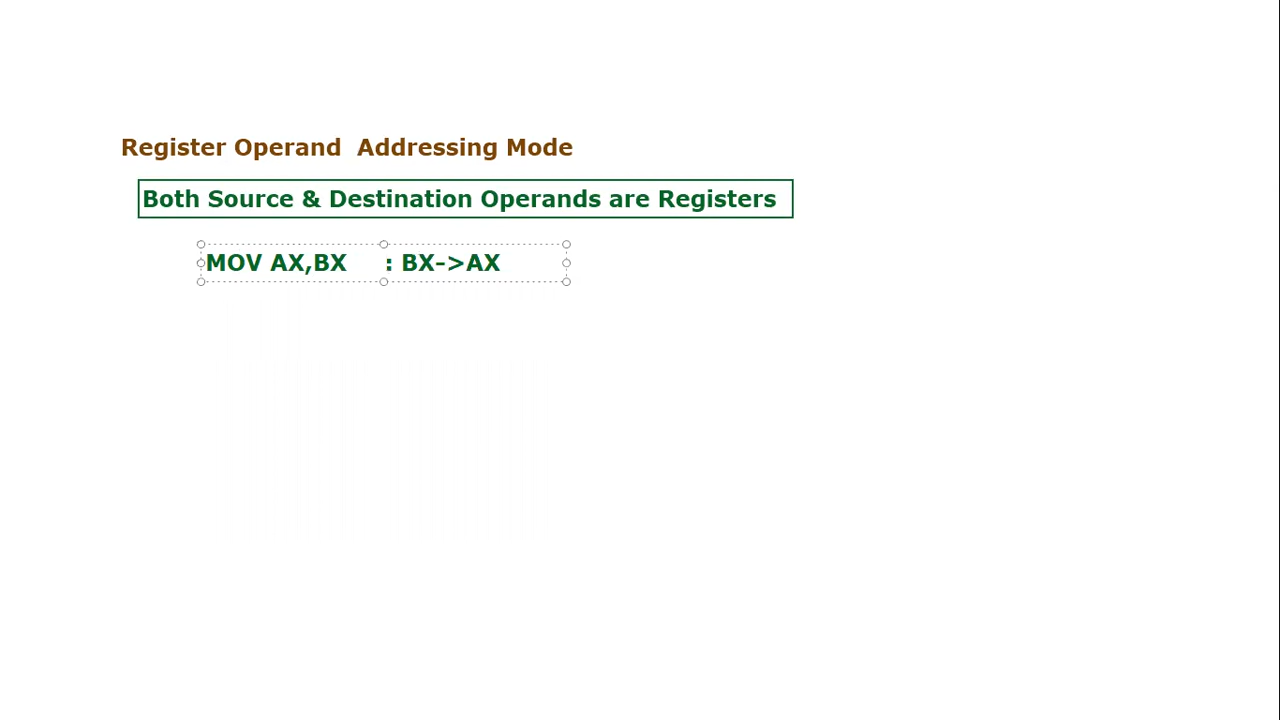 Register Operand  Addressing Mode
Both Source & Destination Operands are Registers
MOV AX,BX     : BX->AX